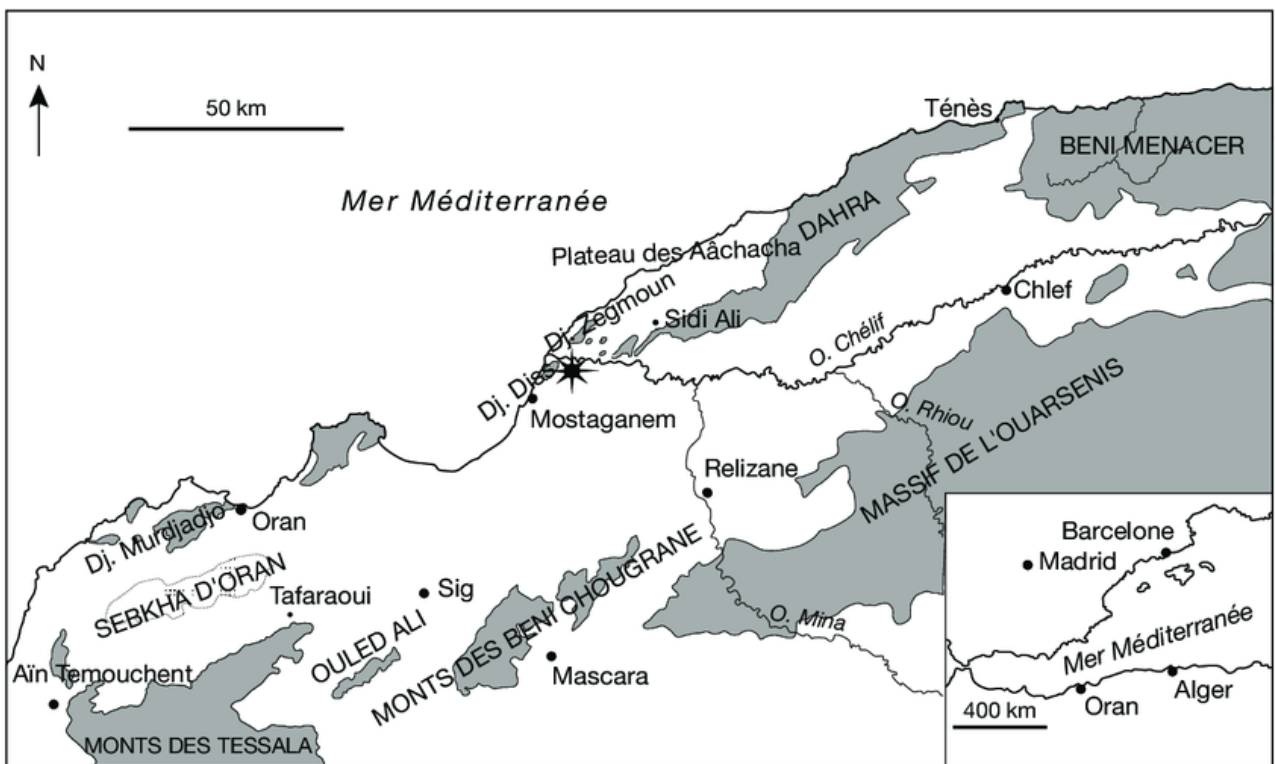 N
50 km
Ténès
BENI MENACER
Mer Méditerranée
DAHRA
Plateau des Aâchacha
Dj. Zegmoun
Sidi Ali
Chlef
O. Chélif
Dj. Diss
Mostaganem
O. Rhiou
MASSIF DE L'OUARSENIS
Relizane
Oran
Dj. Murdjadjo
SEBKHA D'ORAN
Tafaraoui
Sig
OULED ALI
MONTS DES BENI CHOUGRANE
O. Mina
Mascara
Aïn Temouchent
MONTS DES TESSALA
Barcelone
Madrid
Mer Méditerranée
Alger
Oran
400 km